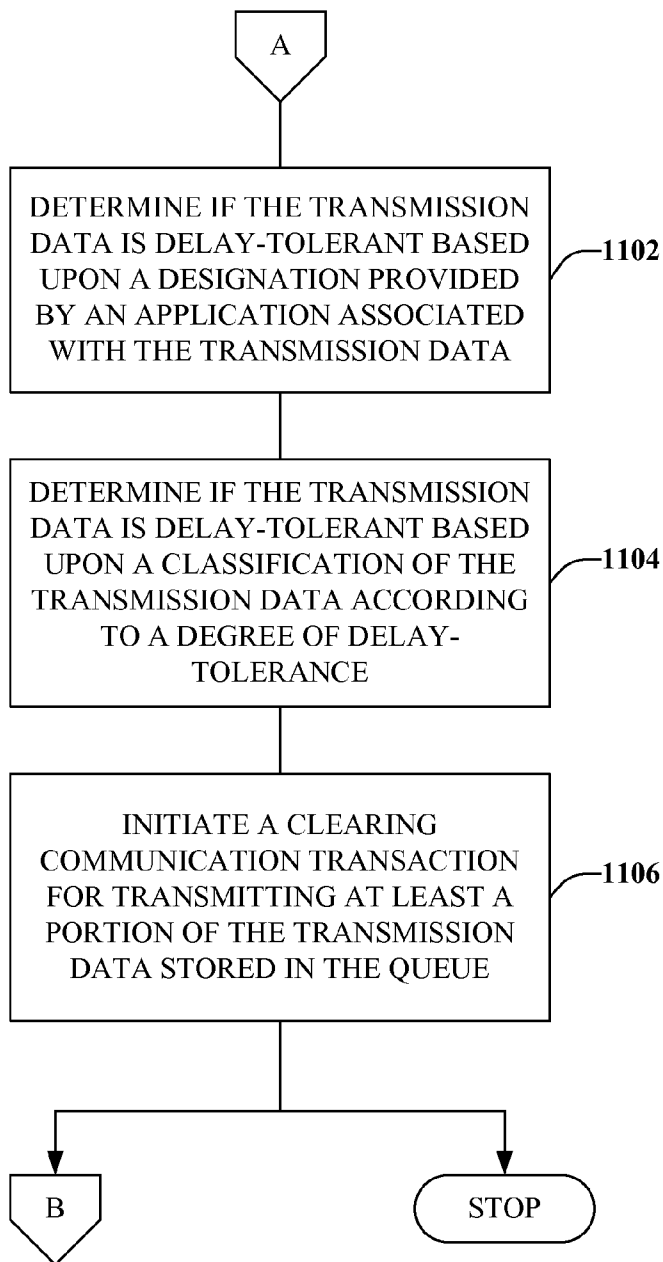 A
DETERMINE IF THE TRANSMISSION
DATA IS DELAY-TOLERANT BASED
UPON A DESIGNATION PROVIDED
BY AN APPLICATION ASSOCIATED
WITH THE TRANSMISSION DATA
1102
DETERMINE IF THE TRANSMISSION
DATA IS DELAY-TOLERANT BASED
UPON A CLASSIFICATION OF THE
TRANSMISSION DATA ACCORDING
TO A DEGREE OF DELAY-
TOLERANCE
1104
INITIATE A CLEARING
COMMUNICATION TRANSACTION
FOR TRANSMITTING AT LEAST A
PORTION OF THE TRANSMISSION
DATA STORED IN THE QUEUE
1106
B
STOP